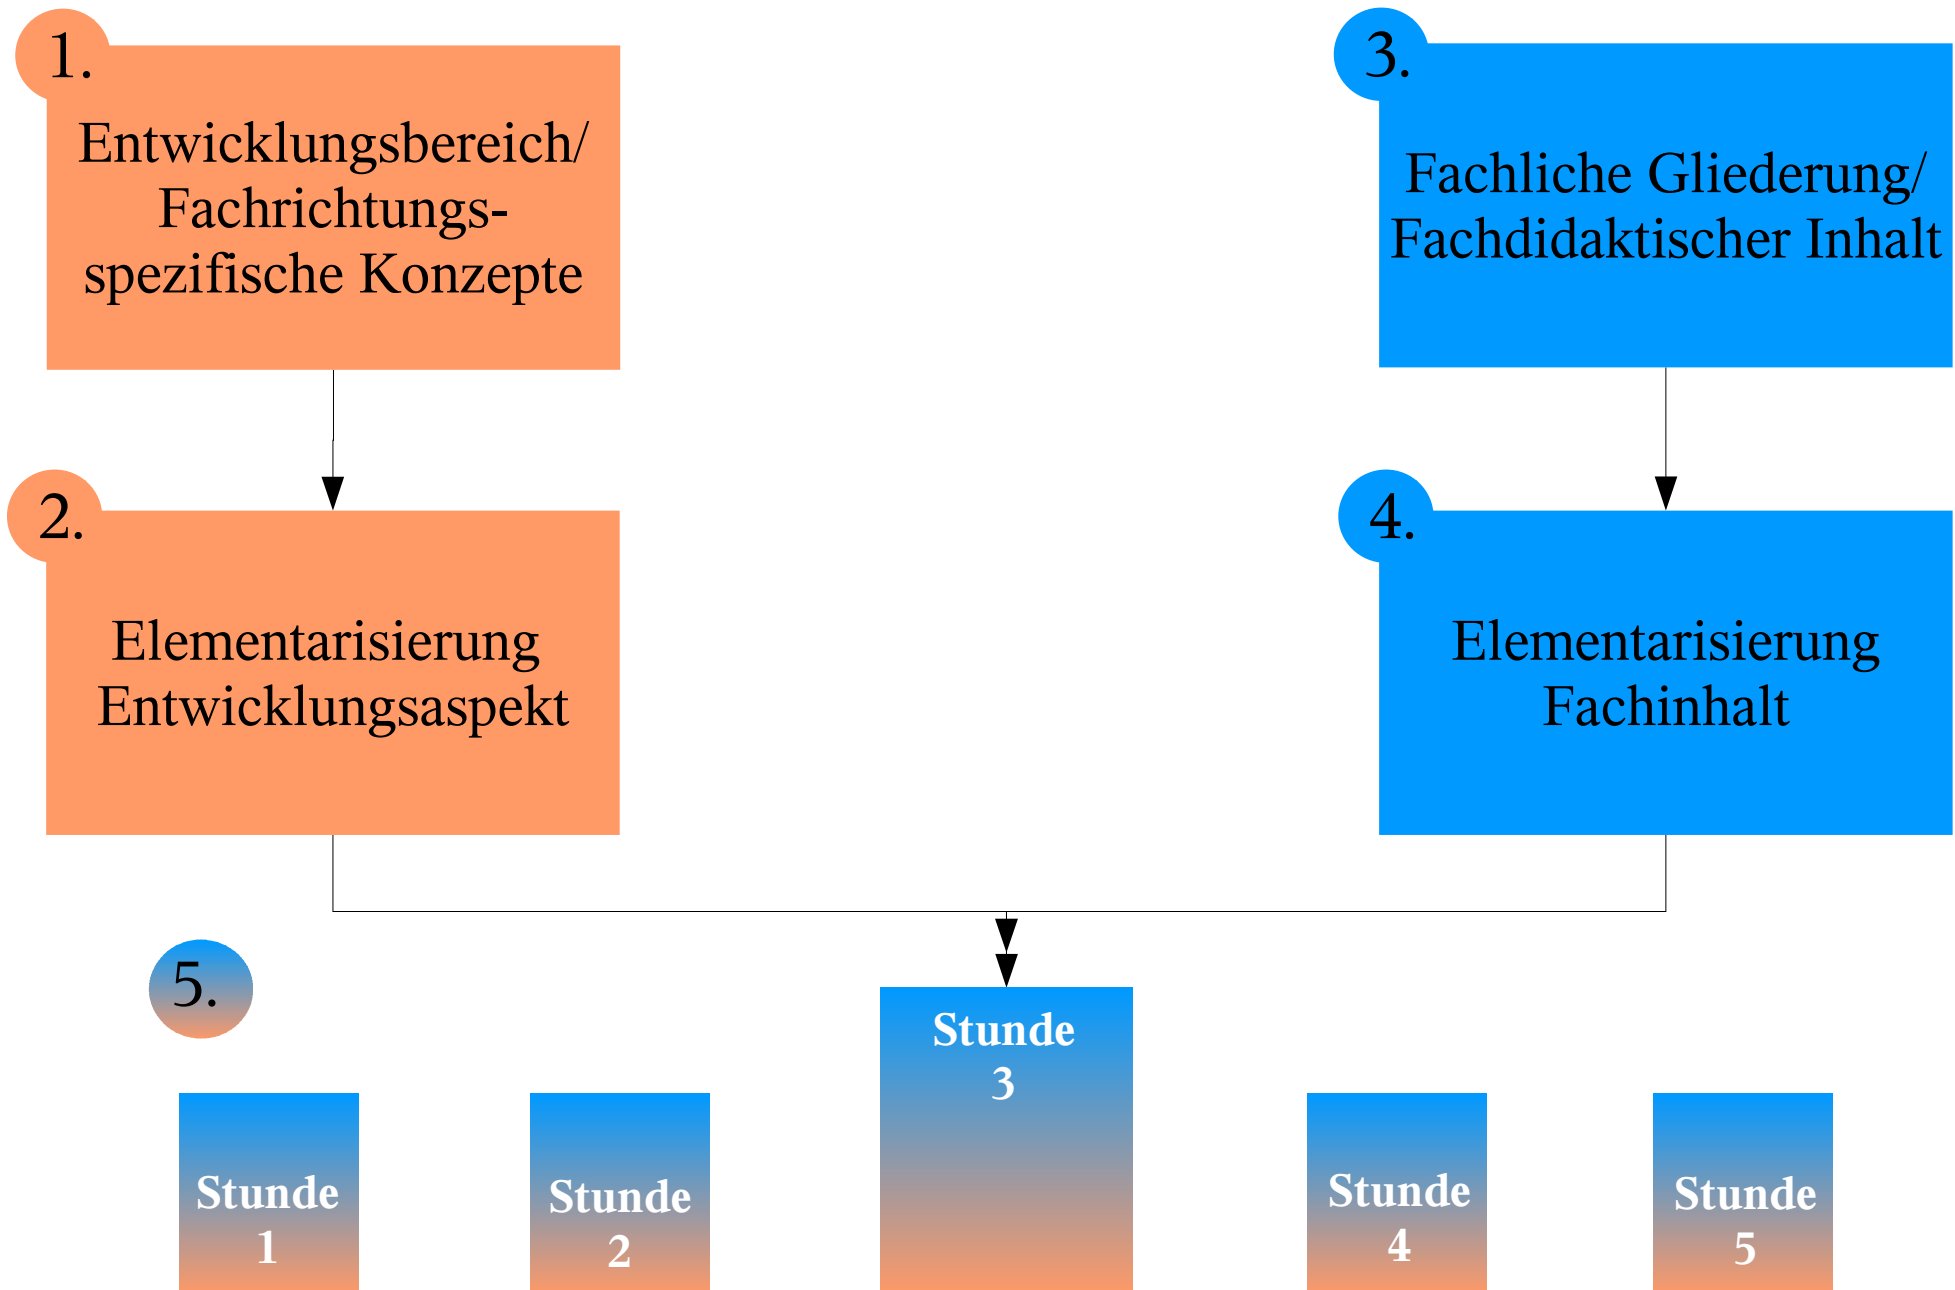 1.
Entwicklungsbereich/
Fachrichtungs-
spezifische Konzepte
2.
Elementarisierung
Entwicklungsaspekt
3.
Fachliche Gliederung/
Fachdidaktischer Inhalt
4.
Elementarisierung
Fachinhalt
5.
Stunde
1
Stunde
2
Stunde
3
Stunde
4
Stunde
5